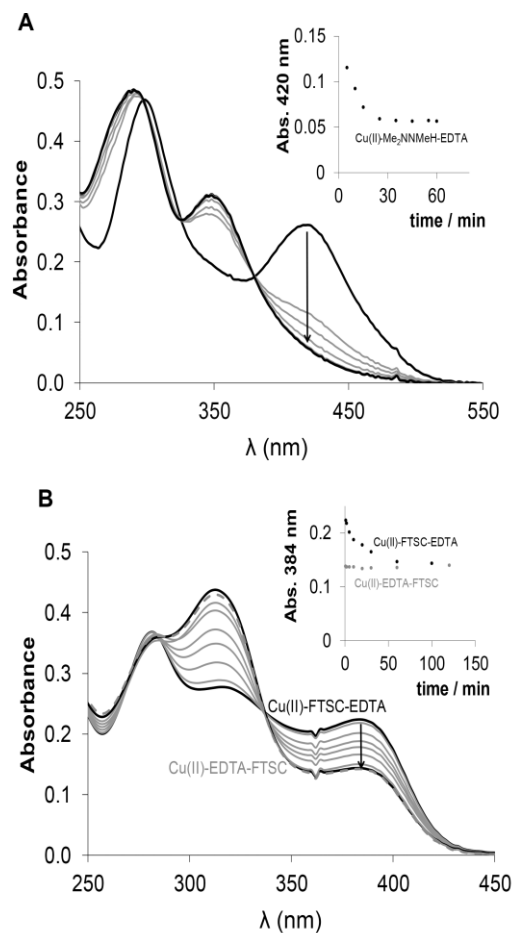 A
Absorbance
0.5
0.4
0.3
0.2
0.1
0.0
250 350 450 550
λ (nm)
Abs. 420 nm
0.15
0.1
0.05
0
0 30 60
time / min
Cu(II)-Me₂NNMeH-EDTA
B
Absorbance
0.5
0.4
0.3
0.2
0.1
0.0
250 300 350 400 450
λ (nm)
Cu(II)-FTSC-EDTA
Cu(II)-EDTA-FTSC
Abs. 384 nm
0.2
0.1
0
0 50 100 150
time / min
Cu(II)-FTSC-EDTA
Cu(II)-EDTA-FTSC